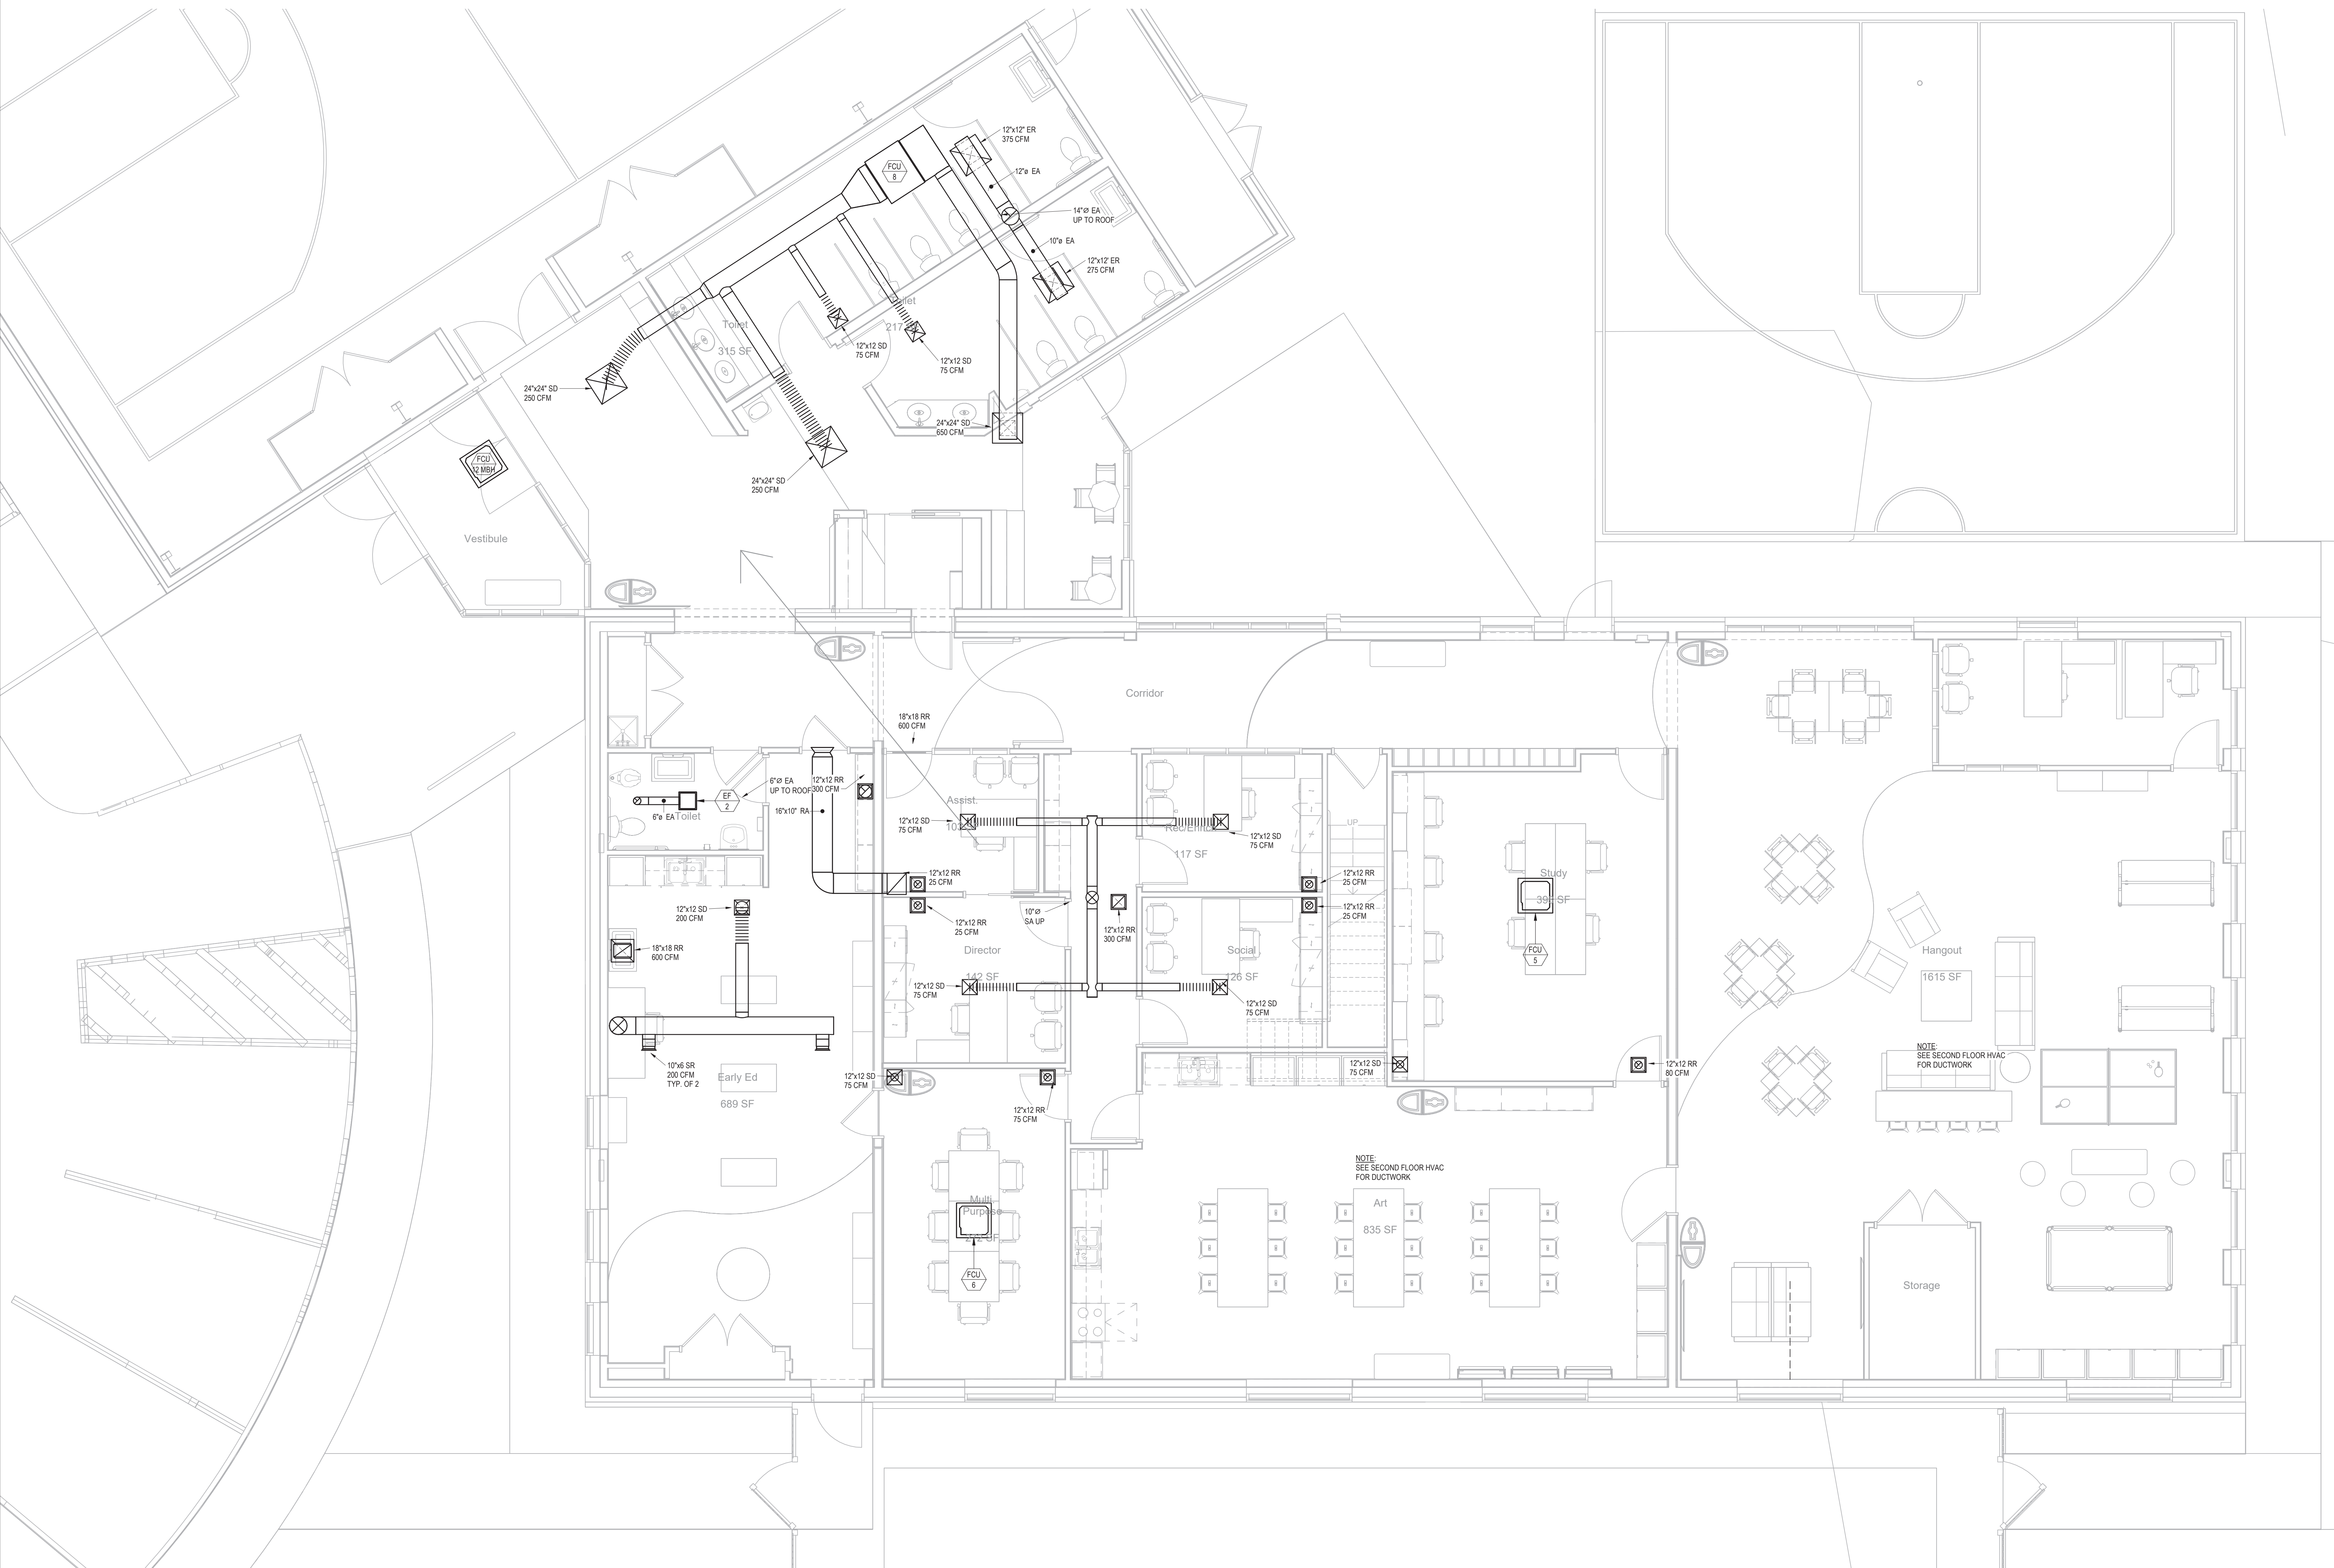 12"x12" ER
375 CFM
FCU
8
12"ø EA
14"Ø EA
UP TO ROOF
10"ø EA
12"x12' ER
275 CFM
Toilet
217
Toilet
315 SF
12"x12 SD
75 CFM
12"x12 SD
75 CFM
24"x24" SD
250 CFM
24"x24" SD
650 CFM
FCU
12 MBH
24"x24" SD
250 CFM
Vestibule
Corridor
18"x18 RR
600 CFM
6"Ø EA
UP TO ROOF
12"x12 RR
300 CFM
EF
2
6"ø EA
Toilet
16"x10" RA
Assist.
12"x12 SD
75 CFM
12"x12 SD
75 CFM
117 SF
UP
12"x12 RR
25 CFM
12"x12 RR
25 CFM
Study
12"x12 SD
200 CFM
10"Ø
SA UP
12"x12 RR
25 CFM
12"x12 RR
25 CFM
12"x12 RR
300 CFM
18"x18 RR
600 CFM
Director
142 SF
Social
126 SF
FCU
5
Hangout
1615 SF
12"x12 SD
75 CFM
12"x12 SD
75 CFM
NOTE:
SEE SECOND FLOOR HVAC
FOR DUCTWORK
10"x6 SR
200 CFM
TYP. OF 2
Early Ed
689 SF
12"x12 SD
75 CFM
12"x12 SD
75 CFM
12"x12 RR
80 CFM
12"x12 RR
75 CFM
NOTE:
SEE SECOND FLOOR HVAC
FOR DUCTWORK
Multi
Purpose
Art
835 SF
FCU
6
Storage